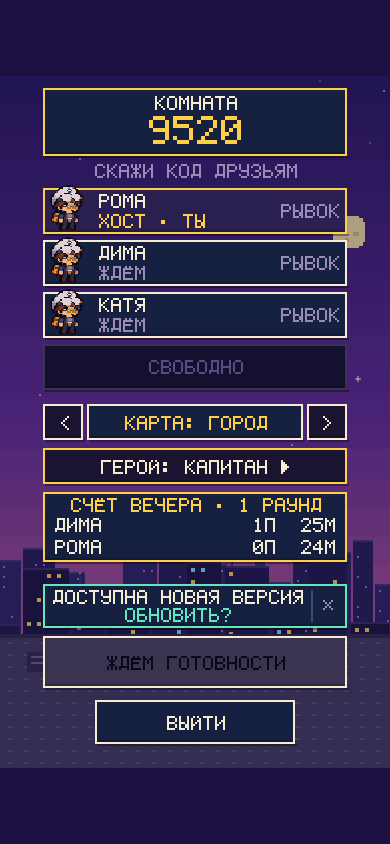 КОМНАТА
9520
СКАЖИ КОД ДРУЗЬЯМ
РОМА
ХОСТ · ТЫ
РЫВОК
ДИМА
ЖДЁМ
РЫВОК
КАТЯ
ЖДЁМ
РЫВОК
СВОБОДНО
< КАРТА: ГОРОД >
ГЕРОЙ: КАПИТАН ▶
СЧЁТ ВЕЧЕРА · 1 РАУНД
ДИМА 1П 25М
РОМА 0П 24М
ДОСТУПНА НОВАЯ ВЕРСИЯ
ОБНОВИТЬ?
×
ЖДЁМ ГОТОВНОСТИ
ВЫЙТИ